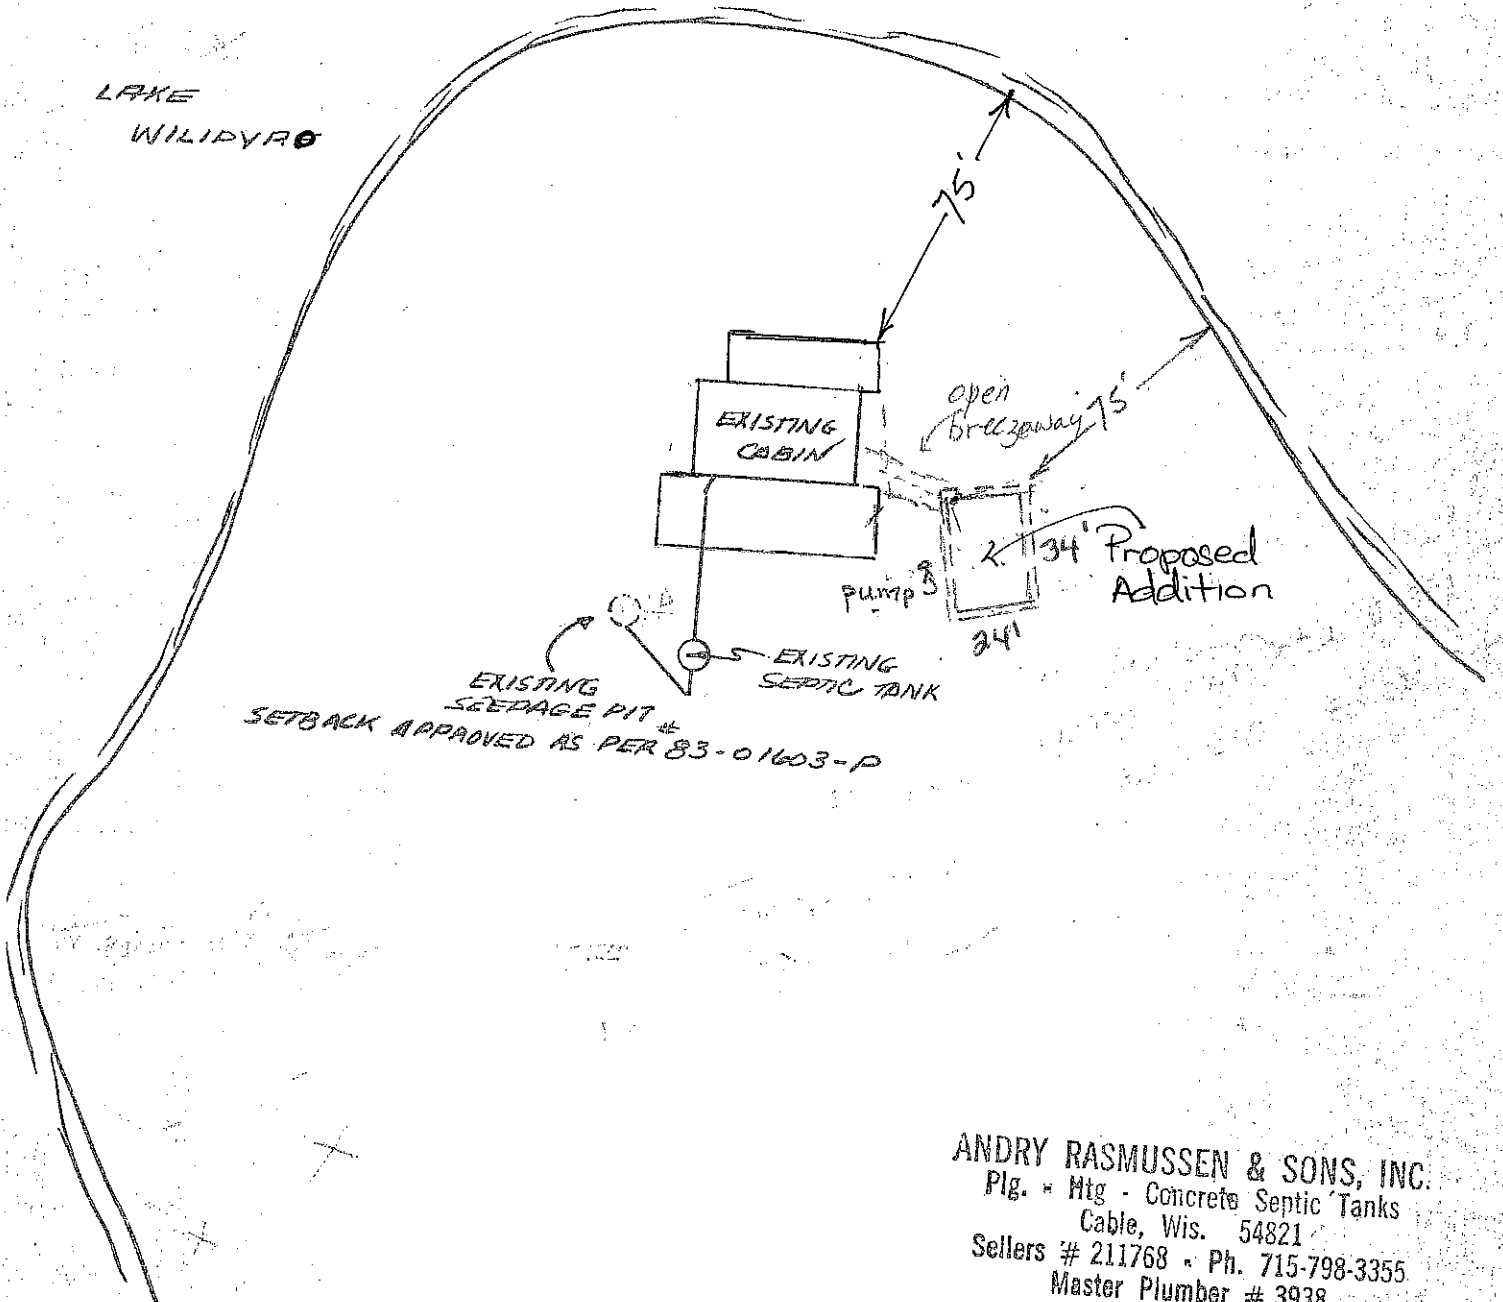 LAKE
WILIPYRO
75'
open
breezaway
75'
EXISTING
CABIN
34'
Proposed
Addition
pump
24'
EXISTING
SEPTIC TANK
EXISTING
SEEPAGE PIT
SETBACK APPROVED AS PER # 83-01603-P
ANDRY RASMUSSEN & SONS, INC.
Plg. - Htg - Concrete Septic Tanks
Cable, Wis. 54821
Sellers # 211768 - Ph. 715-798-3355
Master Plumber # 3938